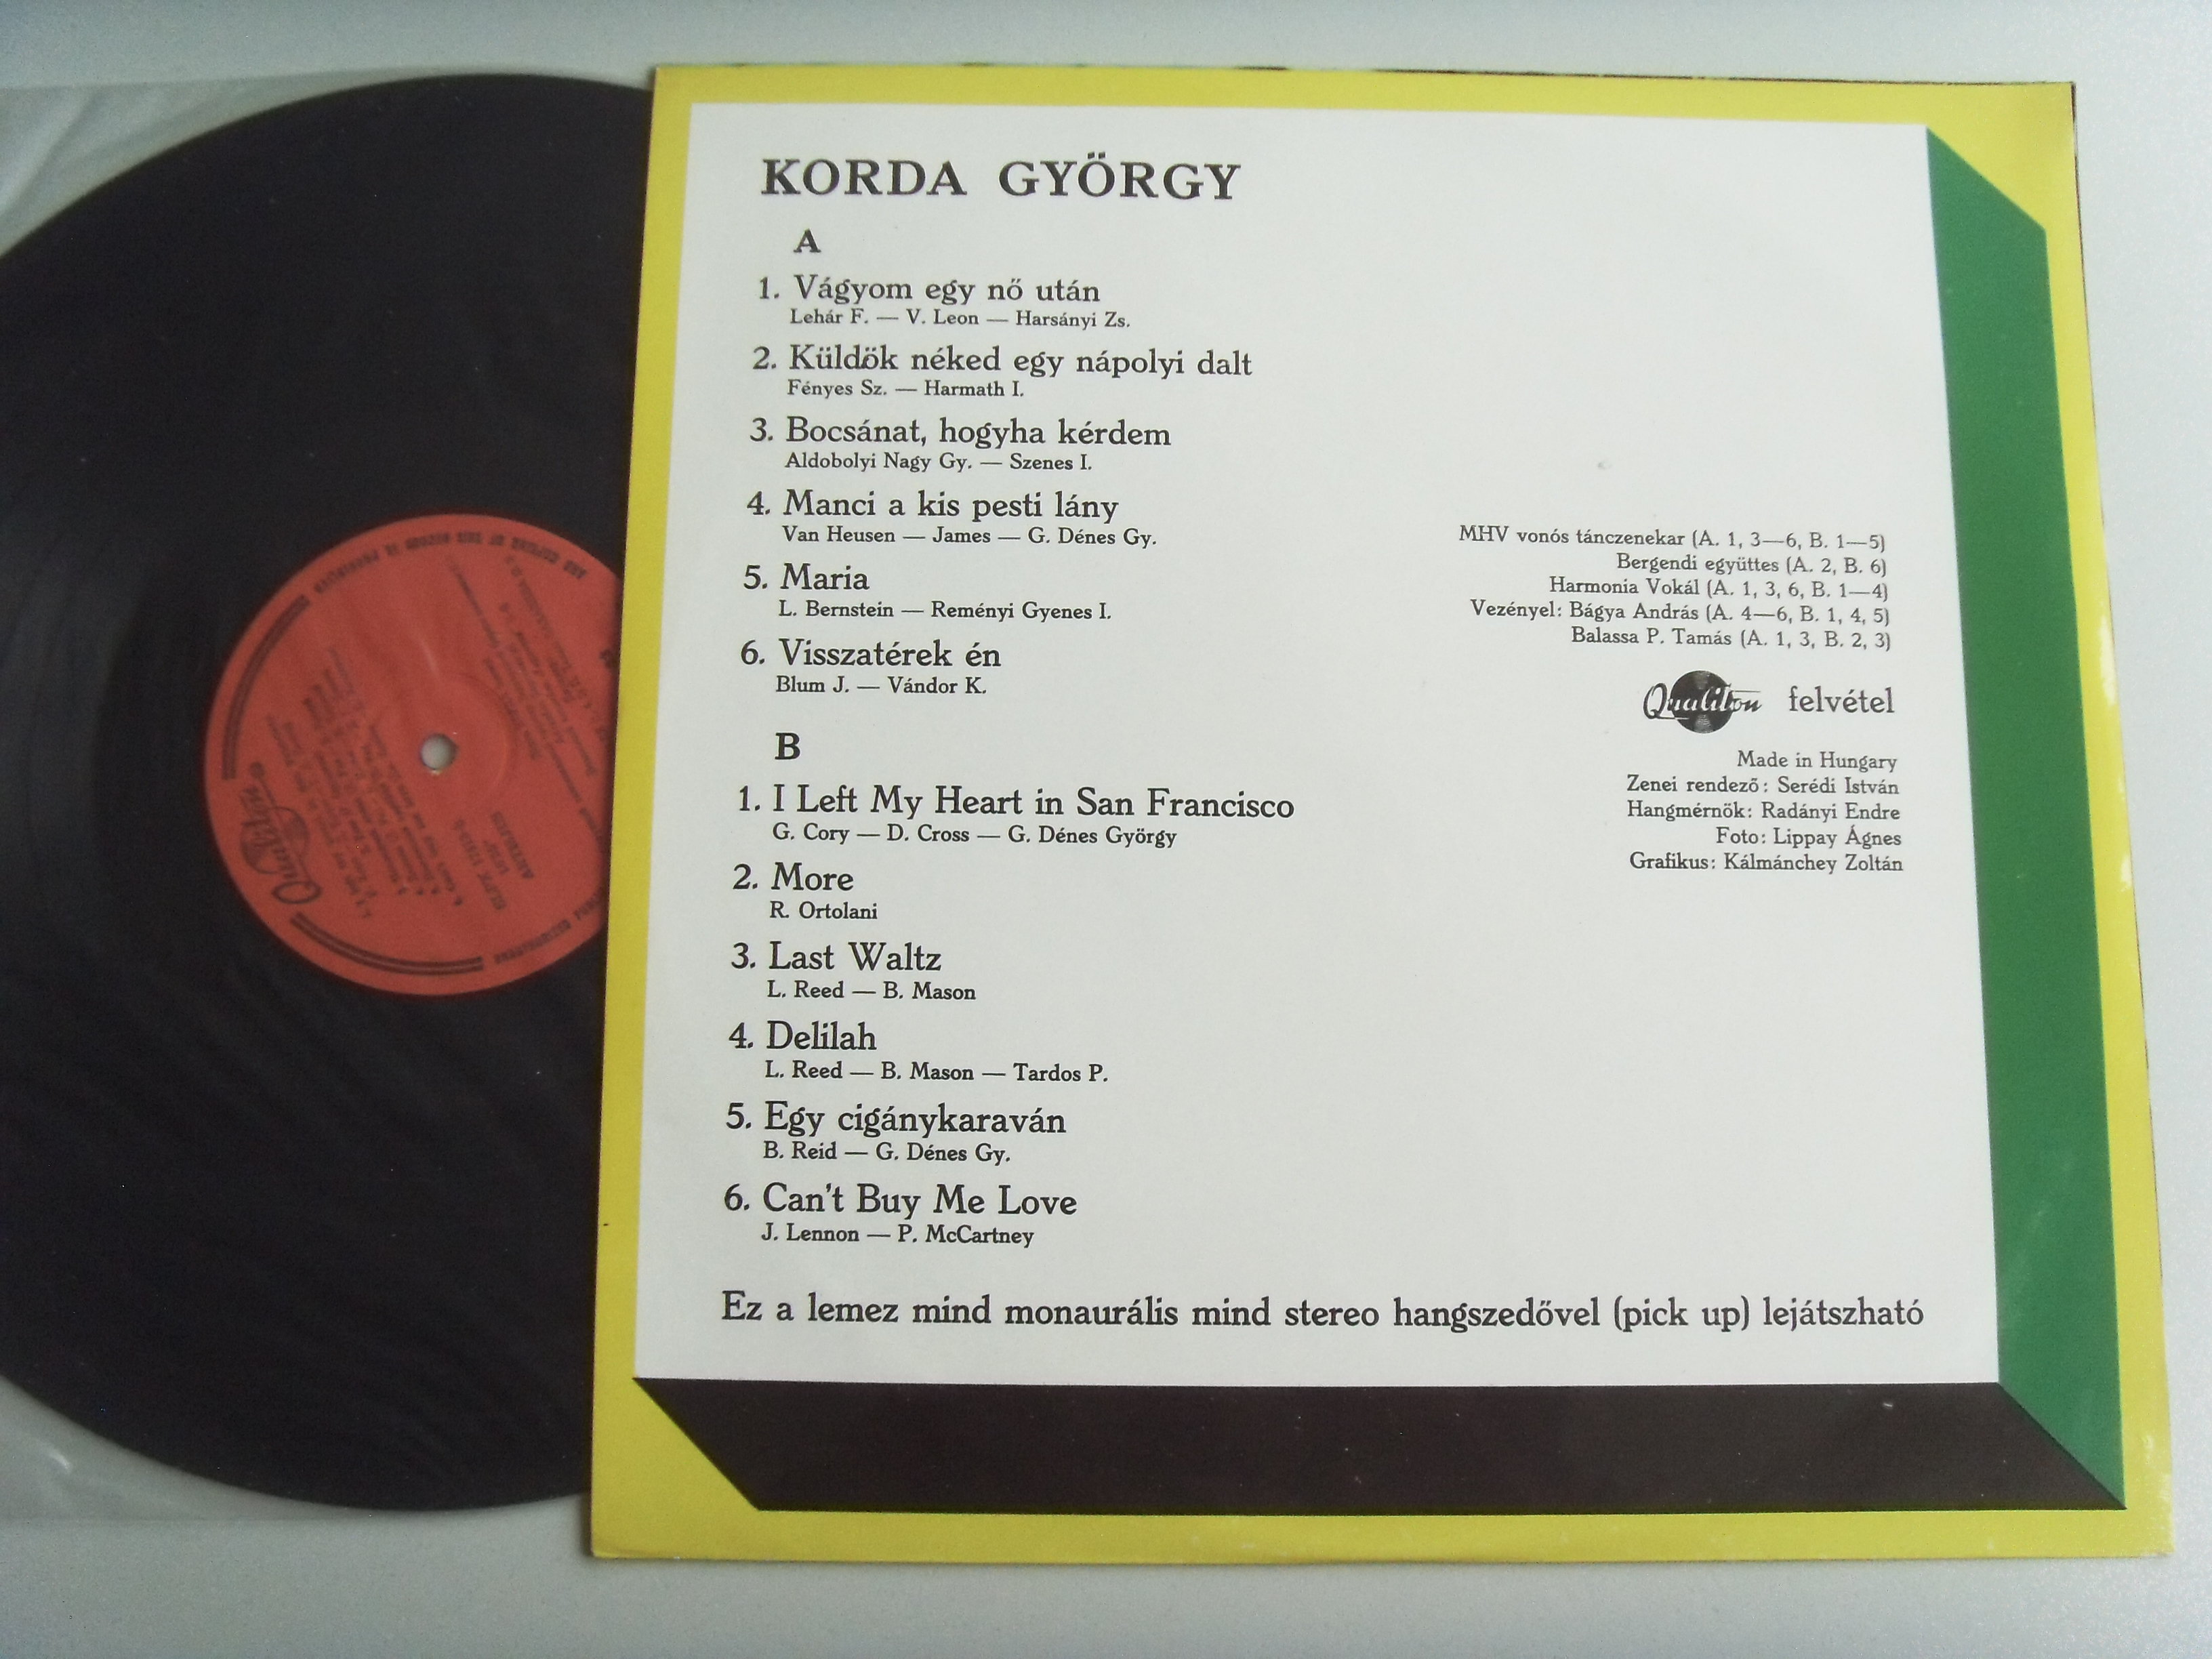 KORDA GYÖRGY
A
1. Vágyom egy nő után
Lehár F. — V. Leon — Harsányi Zs.
2. Küldök néked egy nápolyi dalt
Fényes Sz. — Harmath I.
3. Bocsánat, hogyha kérdem
Aldobolyi Nagy Gy. — Szenes I.
4. Manci a kis pesti lány
Van Heusen — James — G. Dénes Gy.
5. Maria
L. Bernstein — Reményi Gyenes I.
6. Visszatérek én
Blum J. — Vándor K.
B
1. I Left My Heart in San Francisco
G. Cory — D. Cross — G. Dénes György
2. More
R. Ortolani
3. Last Waltz
L. Reed — B. Mason
4. Delilah
L. Reed — B. Mason — Tardos P.
5. Egy cigánykaraván
B. Reid — G. Dénes Gy.
6. Can't Buy Me Love
J. Lennon — P. McCartney
MHV vonós tánczenekar (A. 1, 3—6, B. 1—5)
Bergendi együttes (A. 2, B. 6)
Harmonia Vokál (A. 1, 3, 6, B. 1—4)
Vezényel: Bágya András (A. 4—6, B. 1, 4, 5)
Balassa P. Tamás (A. 1, 3, B. 2, 3)
Qualiton felvétel
Made in Hungary
Zenei rendező: Serédi István
Hangmérnök: Radányi Endre
Foto: Lippay Ágnes
Grafikus: Kálmánchey Zoltán
Ez a lemez mind monaurális mind stereo hangszedővel (pick up) lejátszható
Qualiton